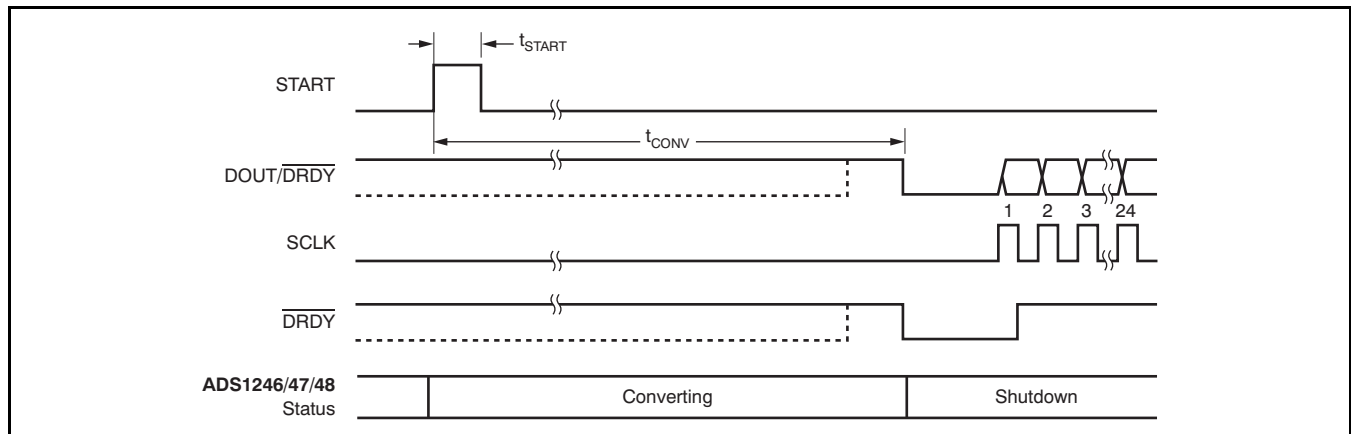 tSTART
START
tCONV
DOUT/DRDY
1 2 3 24
SCLK
DRDY
ADS1246/47/48
Status
Converting
Shutdown